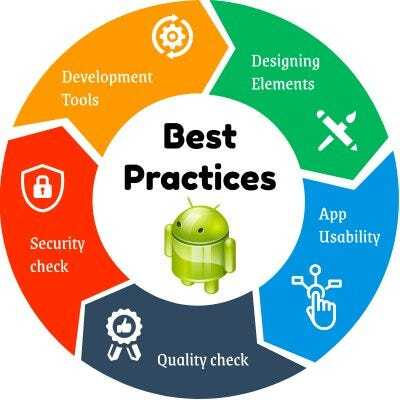 Best
Practices
Development
Tools
Designing
Elements
App
Usability
Quality check
Security
check